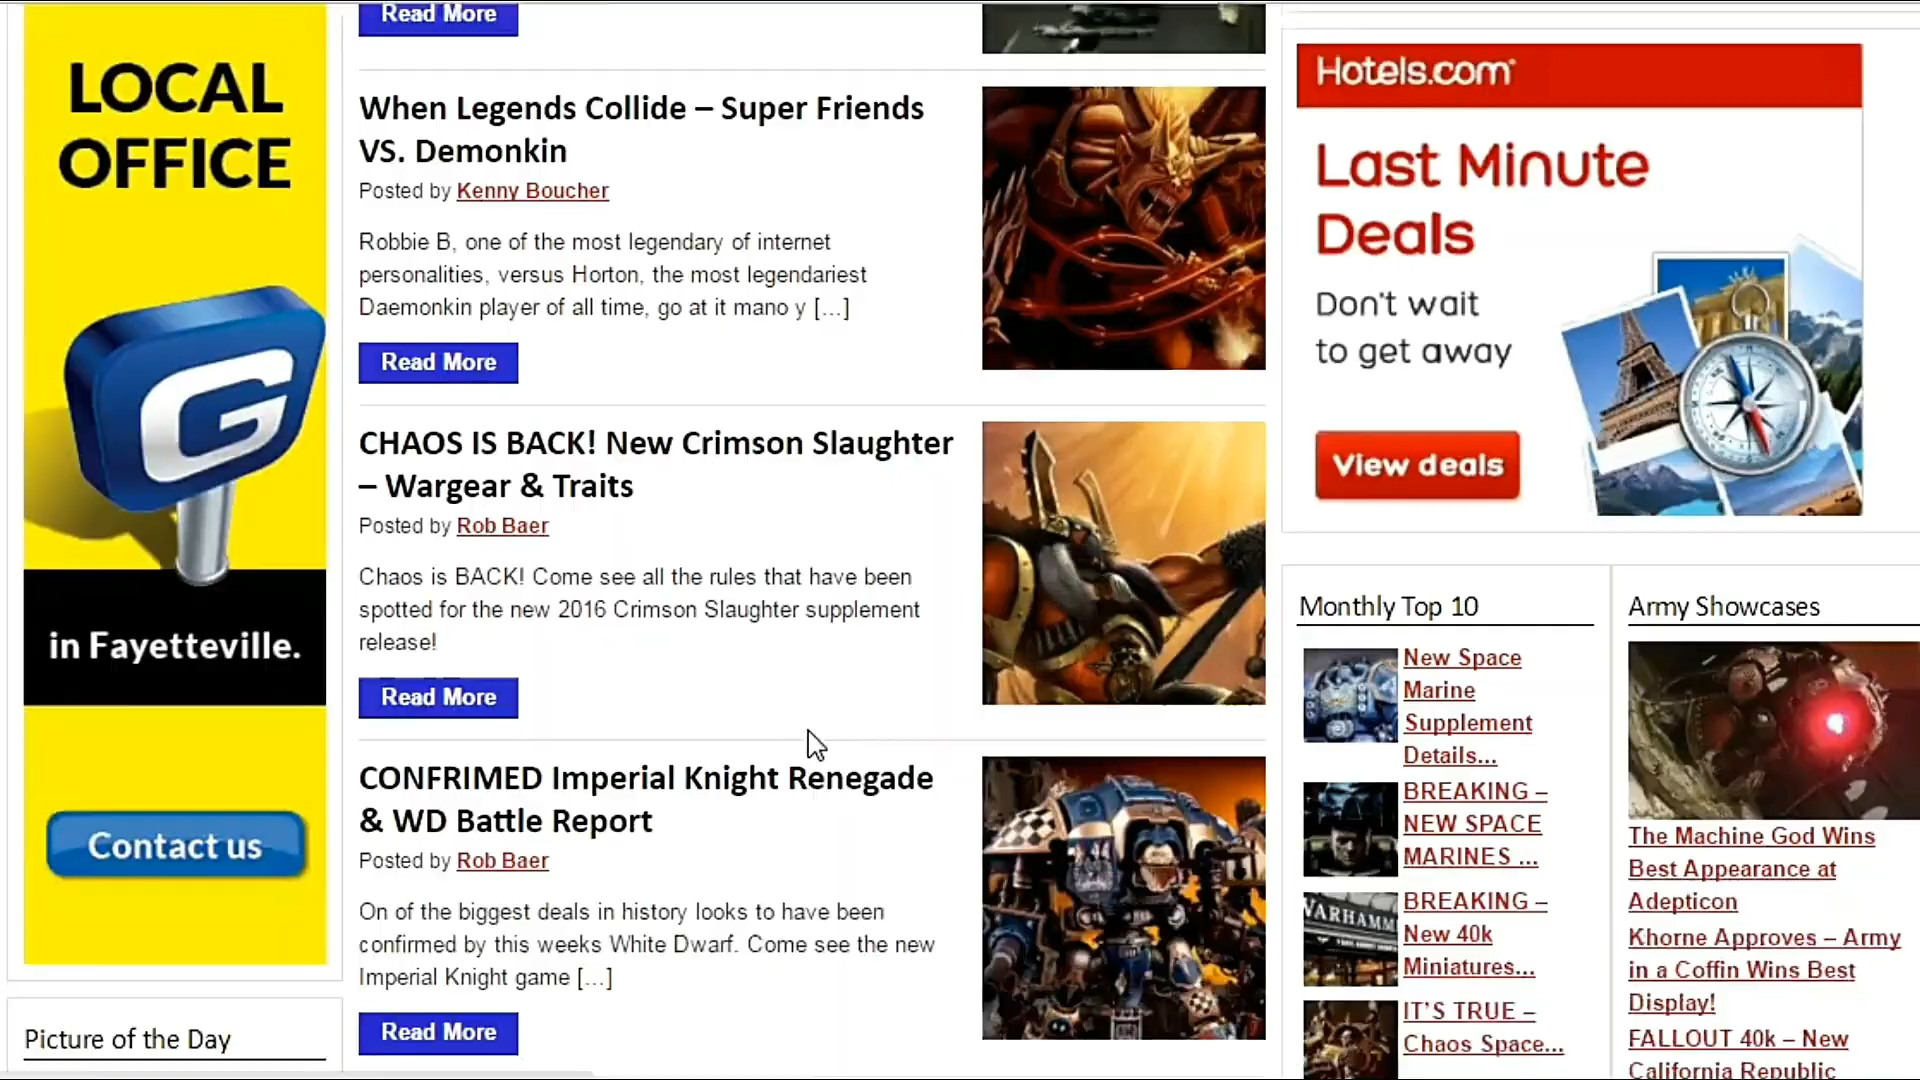 LOCAL
OFFICE
G
in Fayetteville.
Contact us
Picture of the Day
Read More
When Legends Collide – Super Friends
VS. Demonkin
Posted by Kenny Boucher
Robbie B, one of the most legendary of internet
personalities, versus Horton, the most legendariest
Daemonkin player of all time, go at it mano y [...]
Read More
CHAOS IS BACK! New Crimson Slaughter
– Wargear & Traits
Posted by Rob Baer
Chaos is BACK! Come see all the rules that have been
spotted for the new 2016 Crimson Slaughter supplement
release!
Read More
CONFRIMED Imperial Knight Renegade
& WD Battle Report
Posted by Rob Baer
On of the biggest deals in history looks to have been
confirmed by this weeks White Dwarf. Come see the new
Imperial Knight game [...]
Read More
Hotels.com
Last Minute
Deals
Don't wait
to get away
View deals
Monthly Top 10
New Space
Marine
Supplement
Details...
BREAKING –
NEW SPACE
MARINES ...
WARHAMM
BREAKING –
New 40k
Miniatures...
IT'S TRUE –
Chaos Space...
Army Showcases
The Machine God Wins
Best Appearance at
Adepticon
Khorne Approves – Army
in a Coffin Wins Best
Display!
FALLOUT 40k – New
California Republic